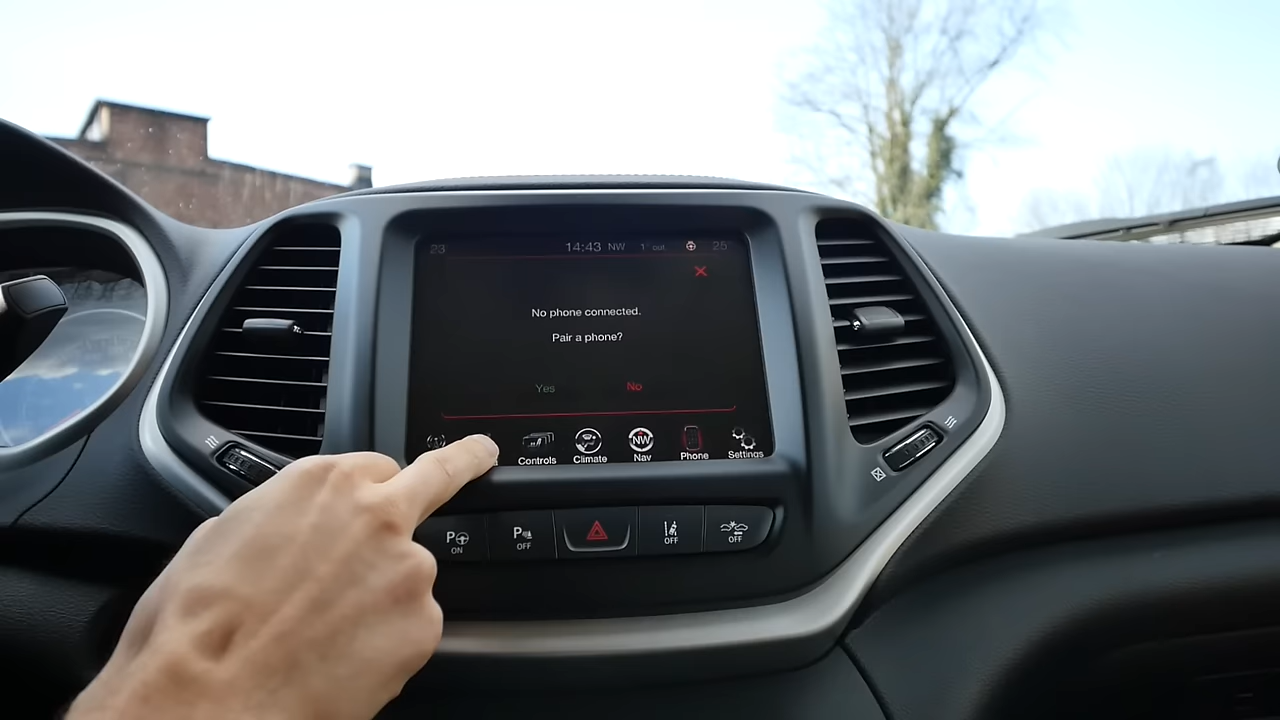 23 14:43 NW 1° out 25
No phone connected.
Pair a phone?
Yes No
Controls Climate NW Nav Phone Settings
P ON P OFF OFF OFF